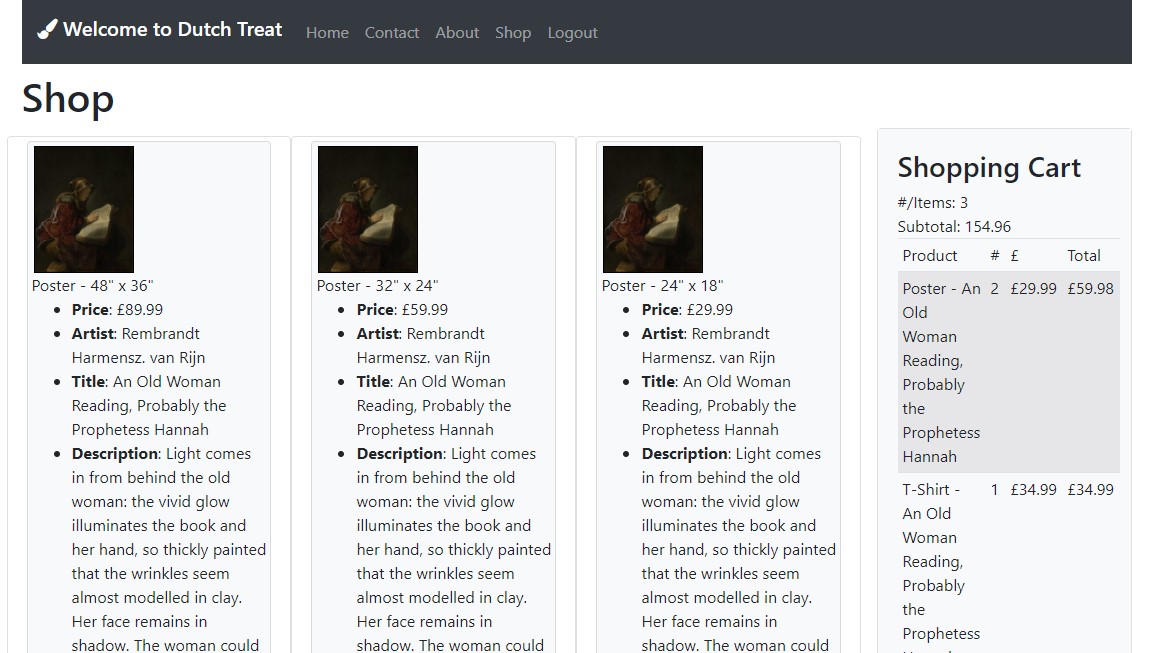 Welcome to Dutch Treat Home Contact About Shop Logout
Shop
Poster - 48" x 36"
Price: £89.99
Artist: Rembrandt
Harmensz. van Rijn
Title: An Old Woman
Reading, Probably the
Prophetess Hannah
Description: Light comes
in from behind the old
woman: the vivid glow
illuminates the book and
her hand, so thickly painted
that the wrinkles seem
almost modelled in clay.
Her face remains in
shadow. The woman could
Poster - 32" x 24"
Price: £59.99
Artist: Rembrandt
Harmensz. van Rijn
Title: An Old Woman
Reading, Probably the
Prophetess Hannah
Description: Light comes
in from behind the old
woman: the vivid glow
illuminates the book and
her hand, so thickly painted
that the wrinkles seem
almost modelled in clay.
Her face remains in
shadow. The woman could
Poster - 24" x 18"
Price: £29.99
Artist: Rembrandt
Harmensz. van Rijn
Title: An Old Woman
Reading, Probably the
Prophetess Hannah
Description: Light comes
in from behind the old
woman: the vivid glow
illuminates the book and
her hand, so thickly painted
that the wrinkles seem
almost modelled in clay.
Her face remains in
shadow. The woman could
Shopping Cart
#/Items: 3
Subtotal: 154.96
Product # £ Total
Poster - An 2 £29.99 £59.98
Old
Woman
Reading,
Probably
the
Prophetess
Hannah
T-Shirt - 1 £34.99 £34.99
An Old
Woman
Reading,
Probably
the
Prophetess